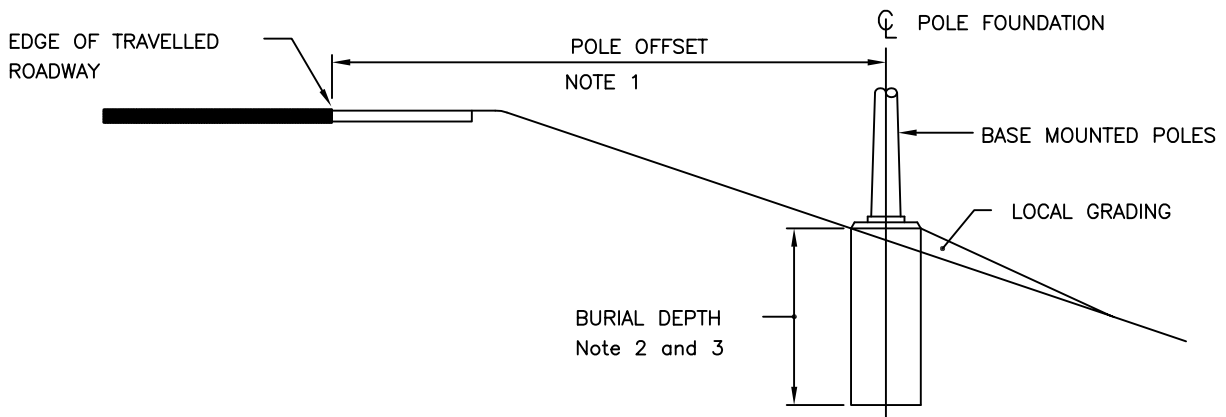 ℄ POLE FOUNDATION
EDGE OF TRAVELLED
ROADWAY
POLE OFFSET
NOTE 1
BASE MOUNTED POLES
LOCAL GRADING
BURIAL DEPTH
Note 2 and 3